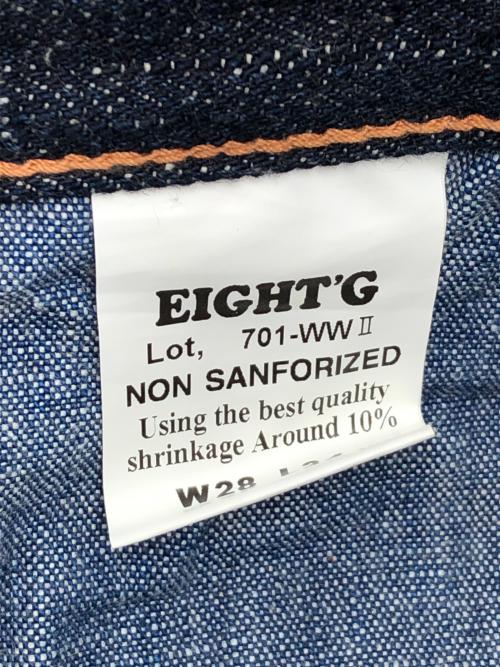 EIGHT'G
Lot, 701-WWⅡ
NON SANFORIZED
Using the best quality
shrinkage Around 10%
W28